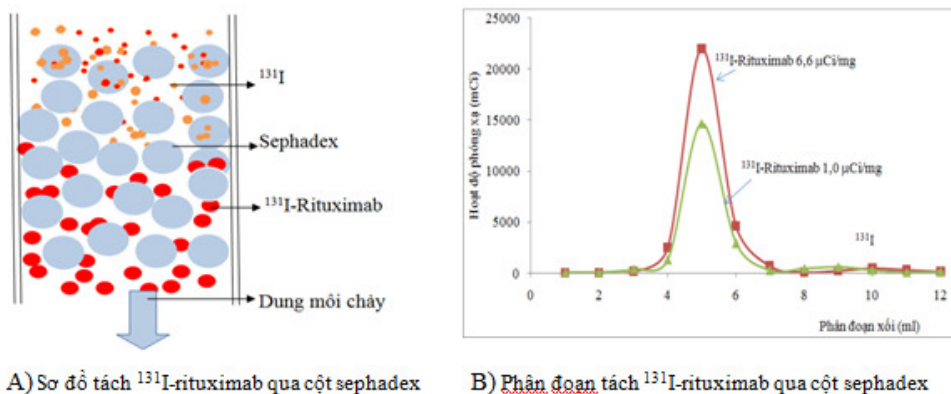 ¹³¹I
Sephadex
¹³¹I-Rituximab
Dung môi chảy
A) Sơ đồ tách ¹³¹I-rituximab qua cột sephadex
Hoạt độ phóng xạ (mCi)
25000
20000
15000
10000
5000
0
0 2 4 6 8 10 12
¹³¹I-Rituximab 6,6 µCi/mg
¹³¹I-Rituximab 1,0 µCi/mg
¹³¹I
Phân đoạn xối (ml)
B) Phân đoạn tách ¹³¹I-rituximab qua cột sephadex